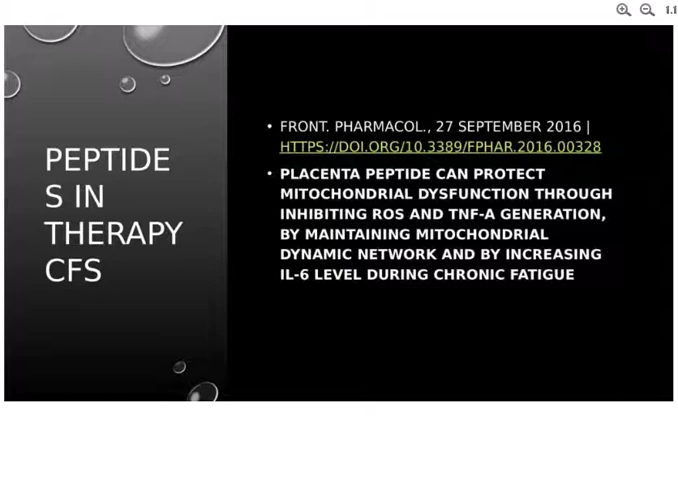 1.1
PEPTIDE
S IN
THERAPY
CFS
• FRONT. PHARMACOL., 27 SEPTEMBER 2016 |
HTTPS://DOI.ORG/10.3389/FPHAR.2016.00328
• PLACENTA PEPTIDE CAN PROTECT
MITOCHONDRIAL DYSFUNCTION THROUGH
INHIBITING ROS AND TNF-A GENERATION,
BY MAINTAINING MITOCHONDRIAL
DYNAMIC NETWORK AND BY INCREASING
IL-6 LEVEL DURING CHRONIC FATIGUE